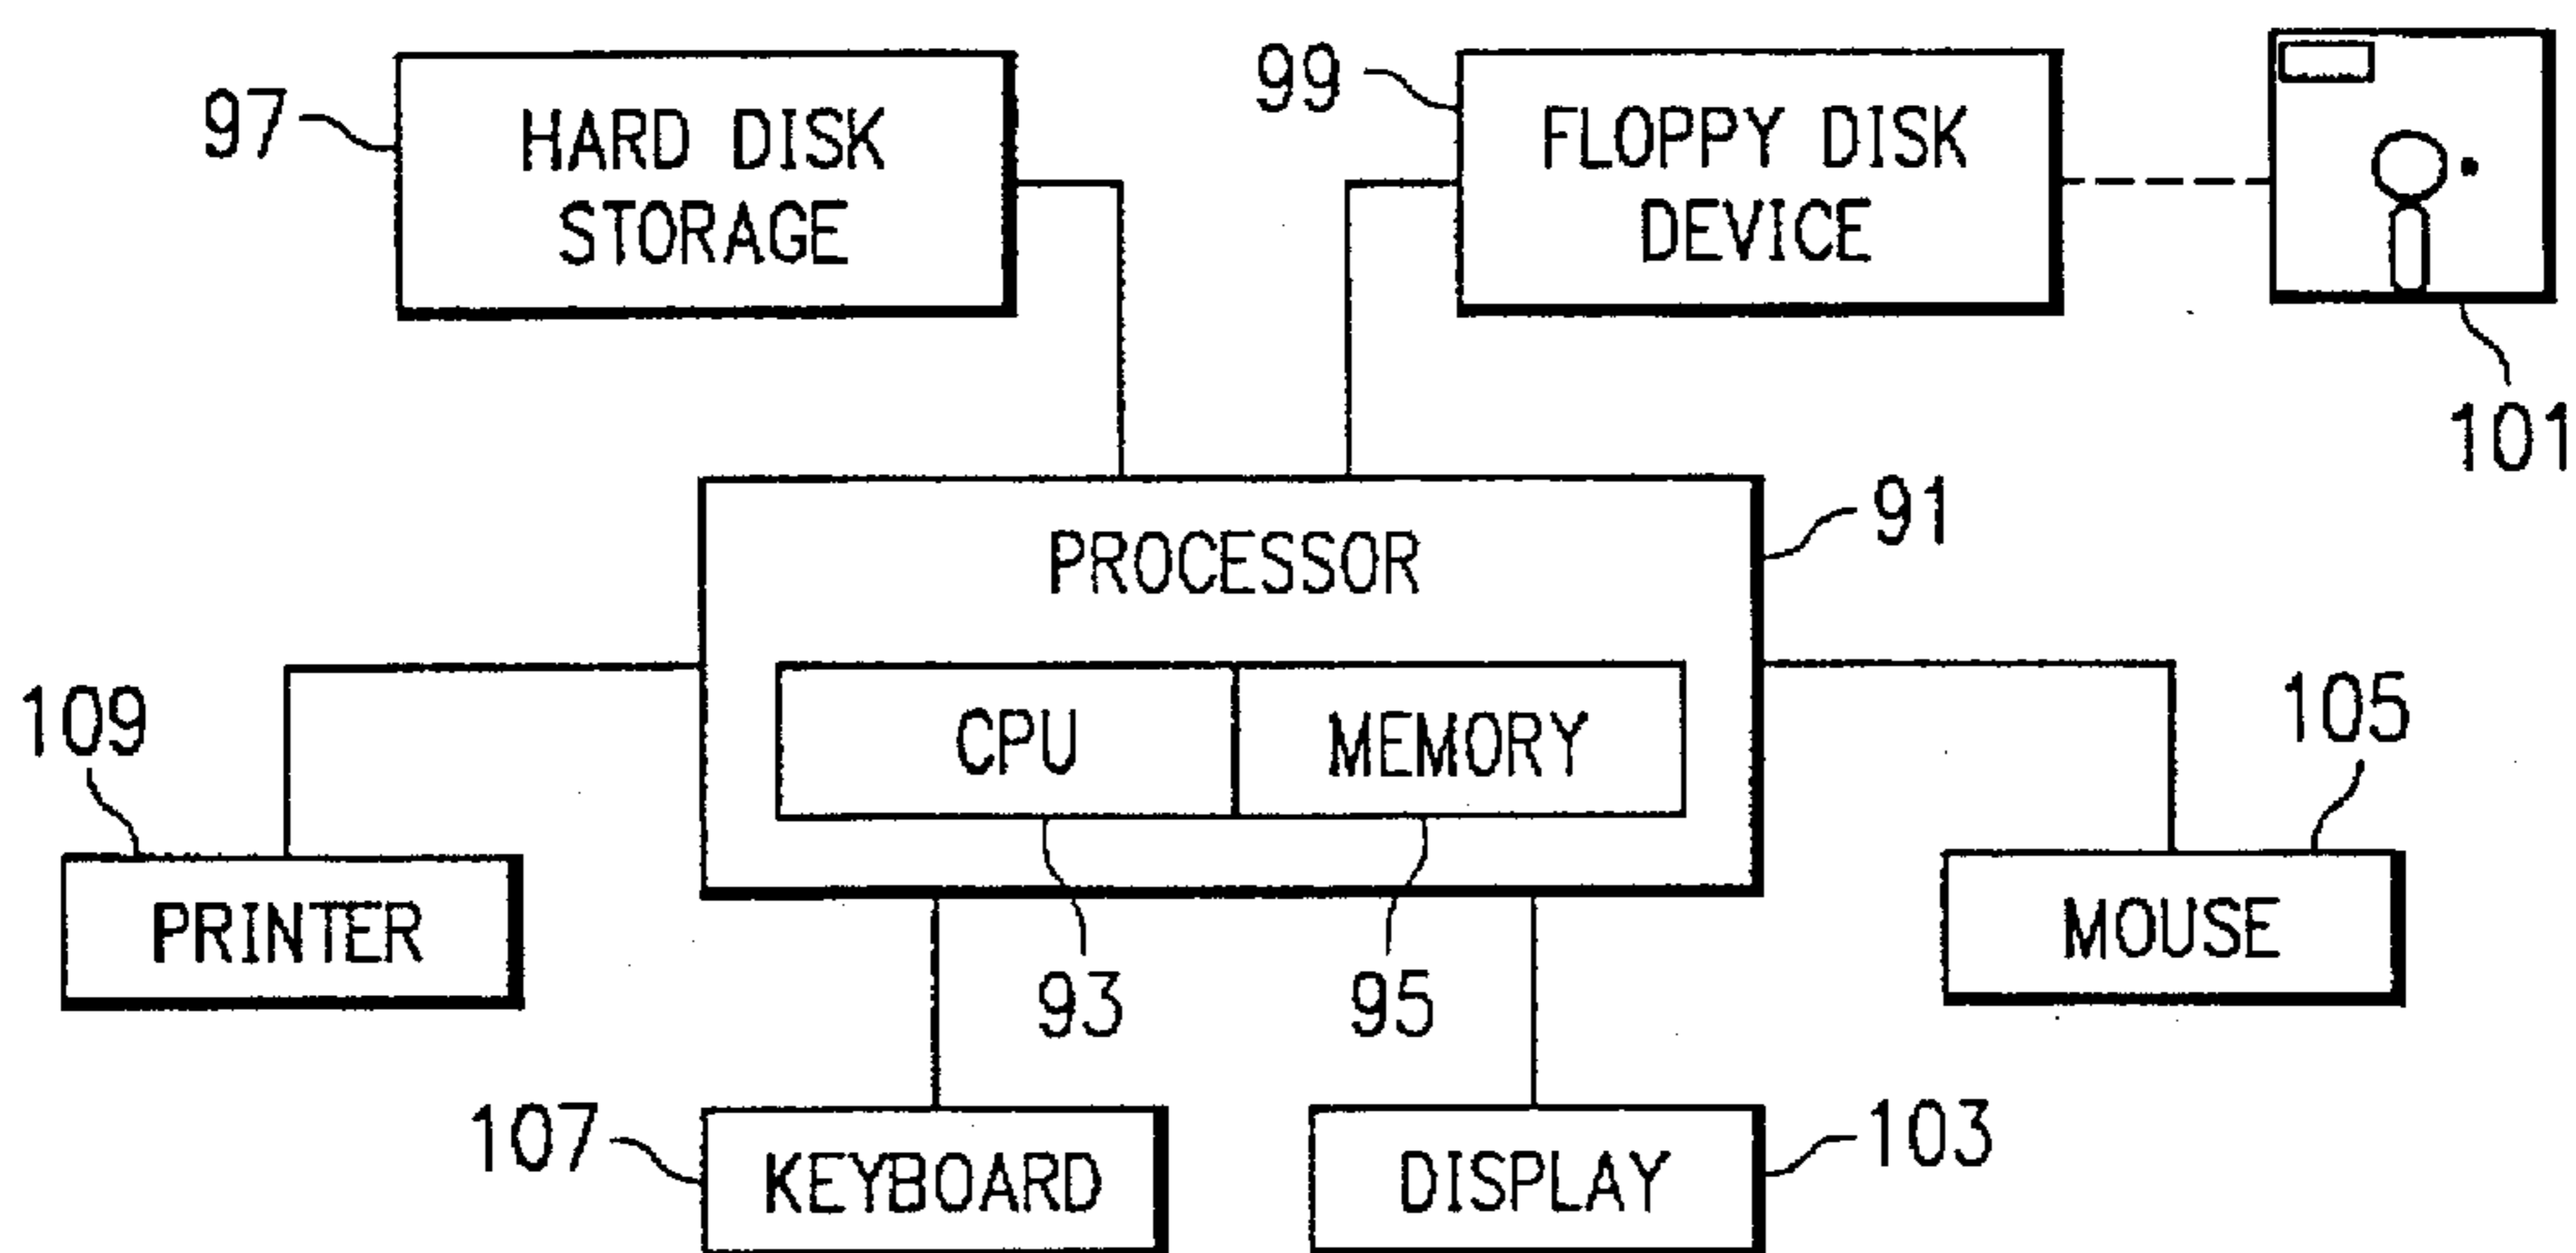 97
HARD DISK
STORAGE
99
FLOPPY DISK
DEVICE
101
PROCESSOR
91
CPU
MEMORY
109
PRINTER
105
MOUSE
93
95
107
KEYBOARD
DISPLAY
103